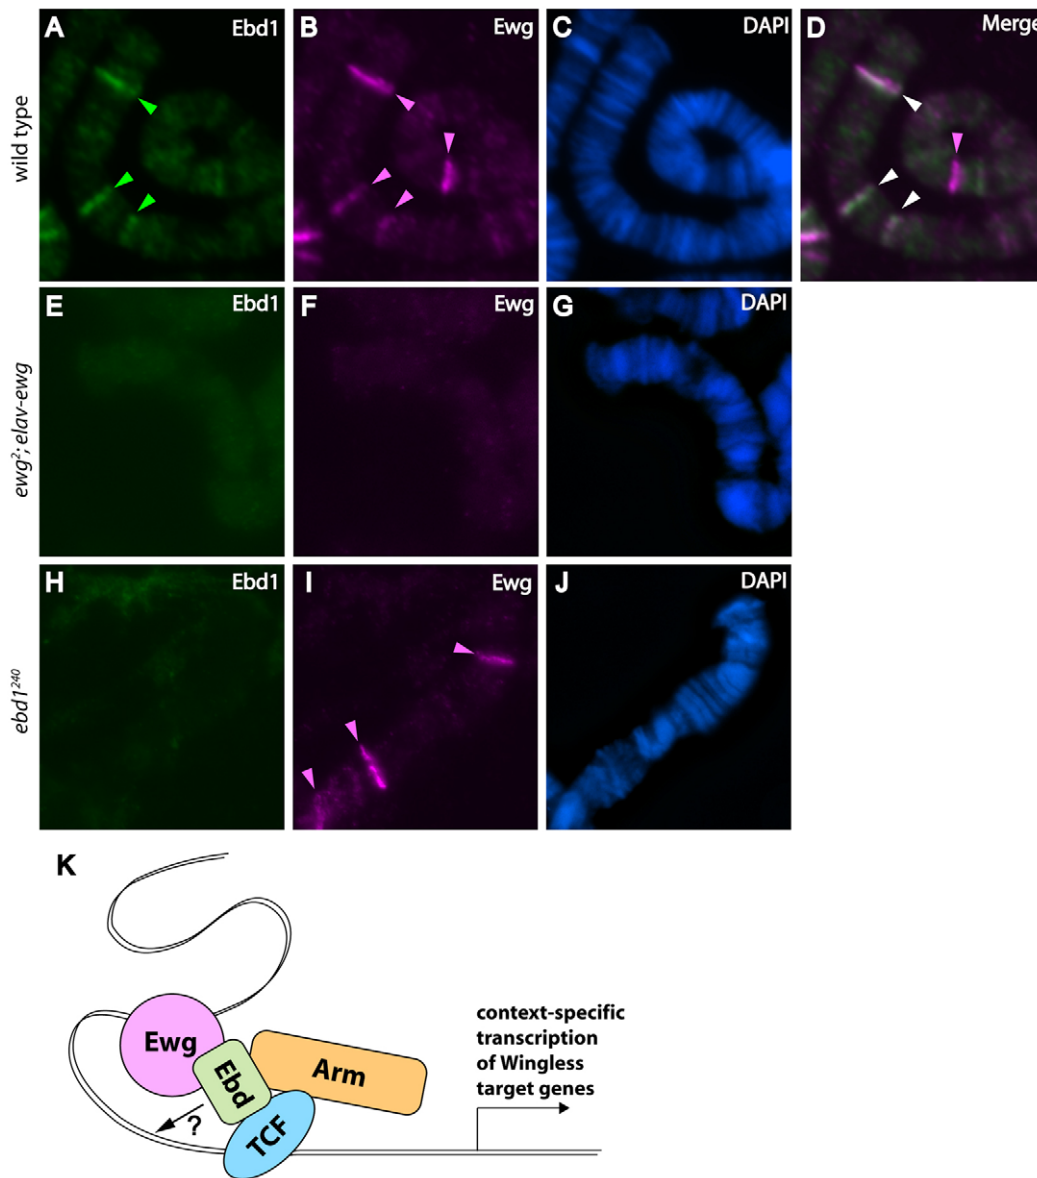 A Ebd1
B Ewg
C DAPI
D Merge
wild type
E Ebd1
F Ewg
G DAPI
ewg²; elav-ewg
H Ebd1
I Ewg
J DAPI
ebd1²⁴⁰
K
Ewg
Ebd
Arm
TCF
?
context-specific
transcription
of Wingless
target genes